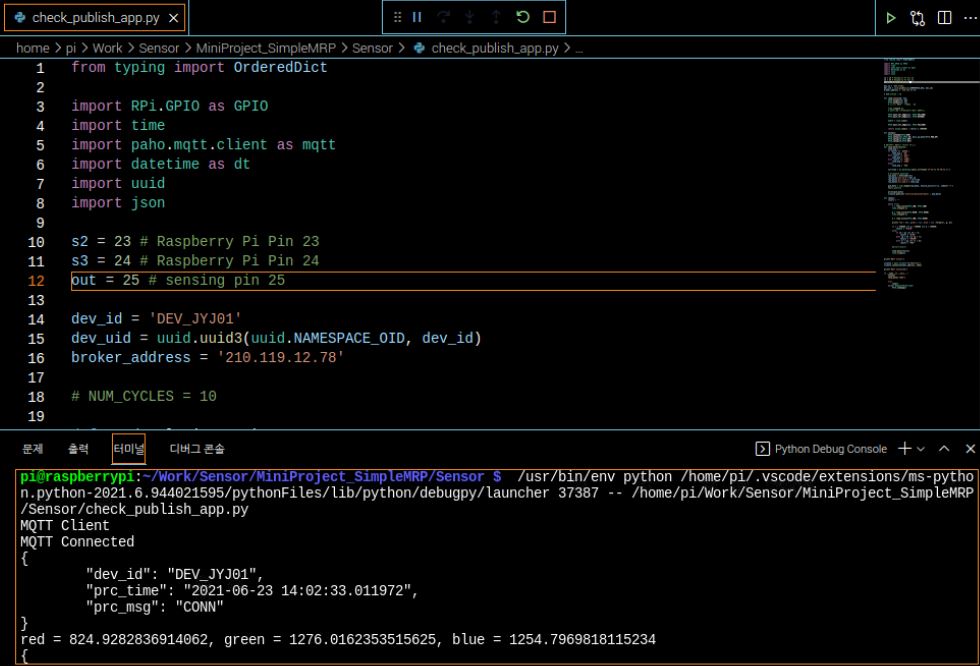 check_publish_app.py
home > pi > Work > Sensor > MiniProject_SimpleMRP > Sensor > check_publish_app.py > ...
1 from typing import OrderedDict
2
3 import RPi.GPIO as GPIO
4 import time
5 import paho.mqtt.client as mqtt
6 import datetime as dt
7 import uuid
8 import json
9
10 s2 = 23 # Raspberry Pi Pin 23
11 s3 = 24 # Raspberry Pi Pin 24
12 out = 25 # sensing pin 25
13
14 dev_id = 'DEV_JYJ01'
15 dev_uid = uuid.uuid3(uuid.NAMESPACE_OID, dev_id)
16 broker_address = '210.119.12.78'
17
18 # NUM_CYCLES = 10
19
문제 출력 터미널 디버그 콘솔 Python Debug Console
pi@raspberrypi:~/Work/Sensor/MiniProject_SimpleMRP/Sensor $  /usr/bin/env python /home/pi/.vscode/extensions/ms-pytho
n.python-2021.6.944021595/pythonFiles/lib/python/debugpy/launcher 37387 -- /home/pi/Work/Sensor/MiniProject_SimpleMRP
/Sensor/check_publish_app.py
MQTT Client
MQTT Connected
{
"dev_id": "DEV_JYJ01",
"prc_time": "2021-06-23 14:02:33.011972",
"prc_msg": "CONN"
}
red = 824.9282836914062, green = 1276.0162353515625, blue = 1254.7969818115234
{